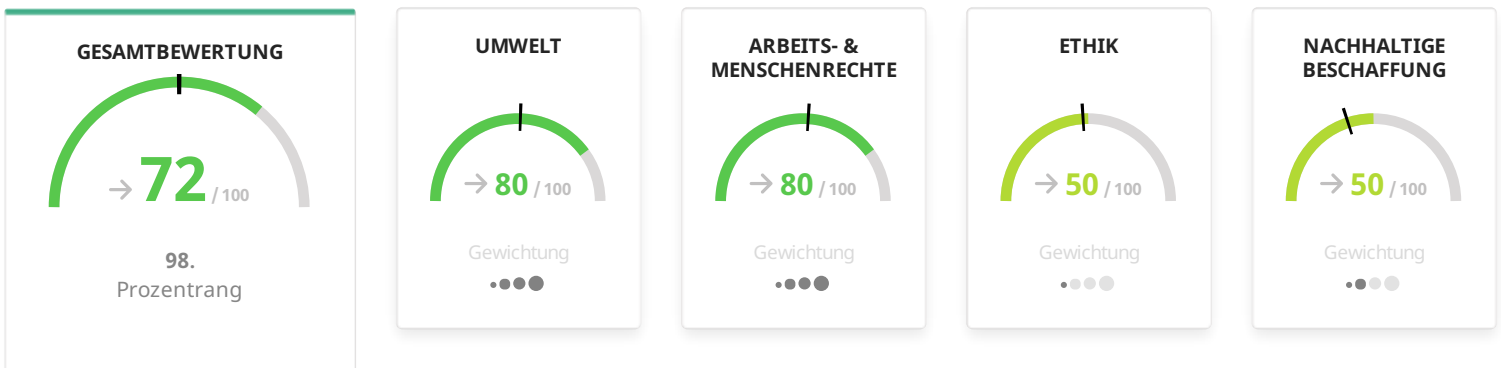 GESAMTBEWERTUNG
→ 72 / 100
98.
Prozentrang
UMWELT
→ 80 / 100
Gewichtung
ARBEITS- &
MENSCHENRECHTE
→ 80 / 100
Gewichtung
ETHIK
→ 50 / 100
Gewichtung
NACHHALTIGE
BESCHAFFUNG
→ 50 / 100
Gewichtung